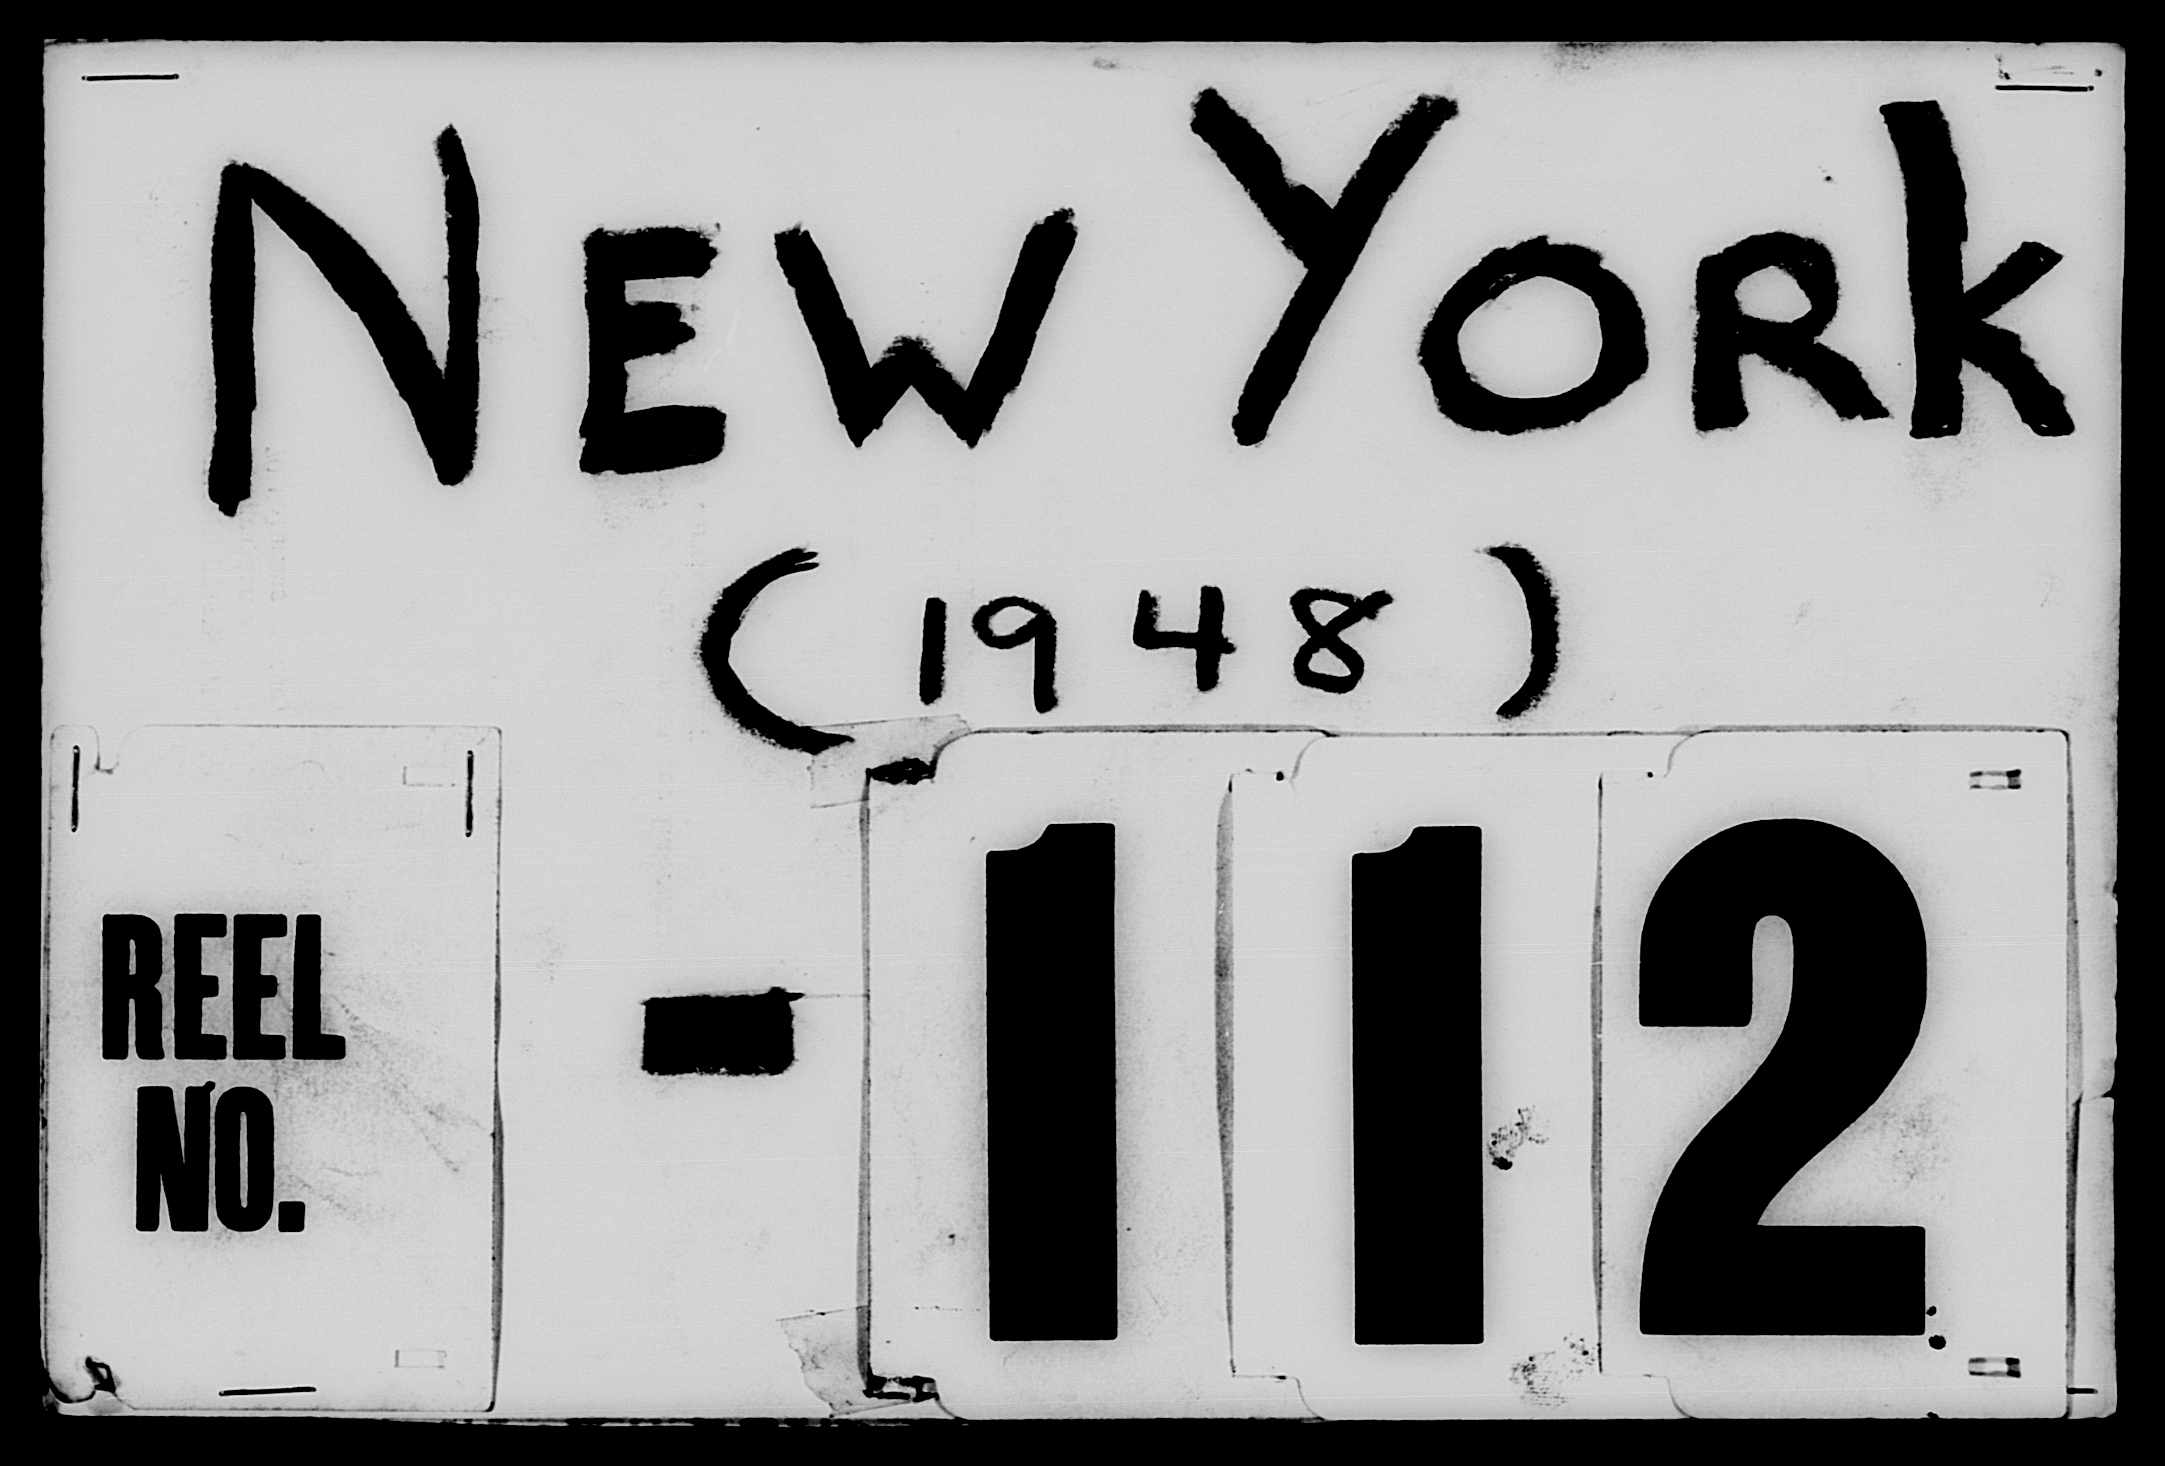 NEW YORk
(1948)
REEL
NO.
- 112